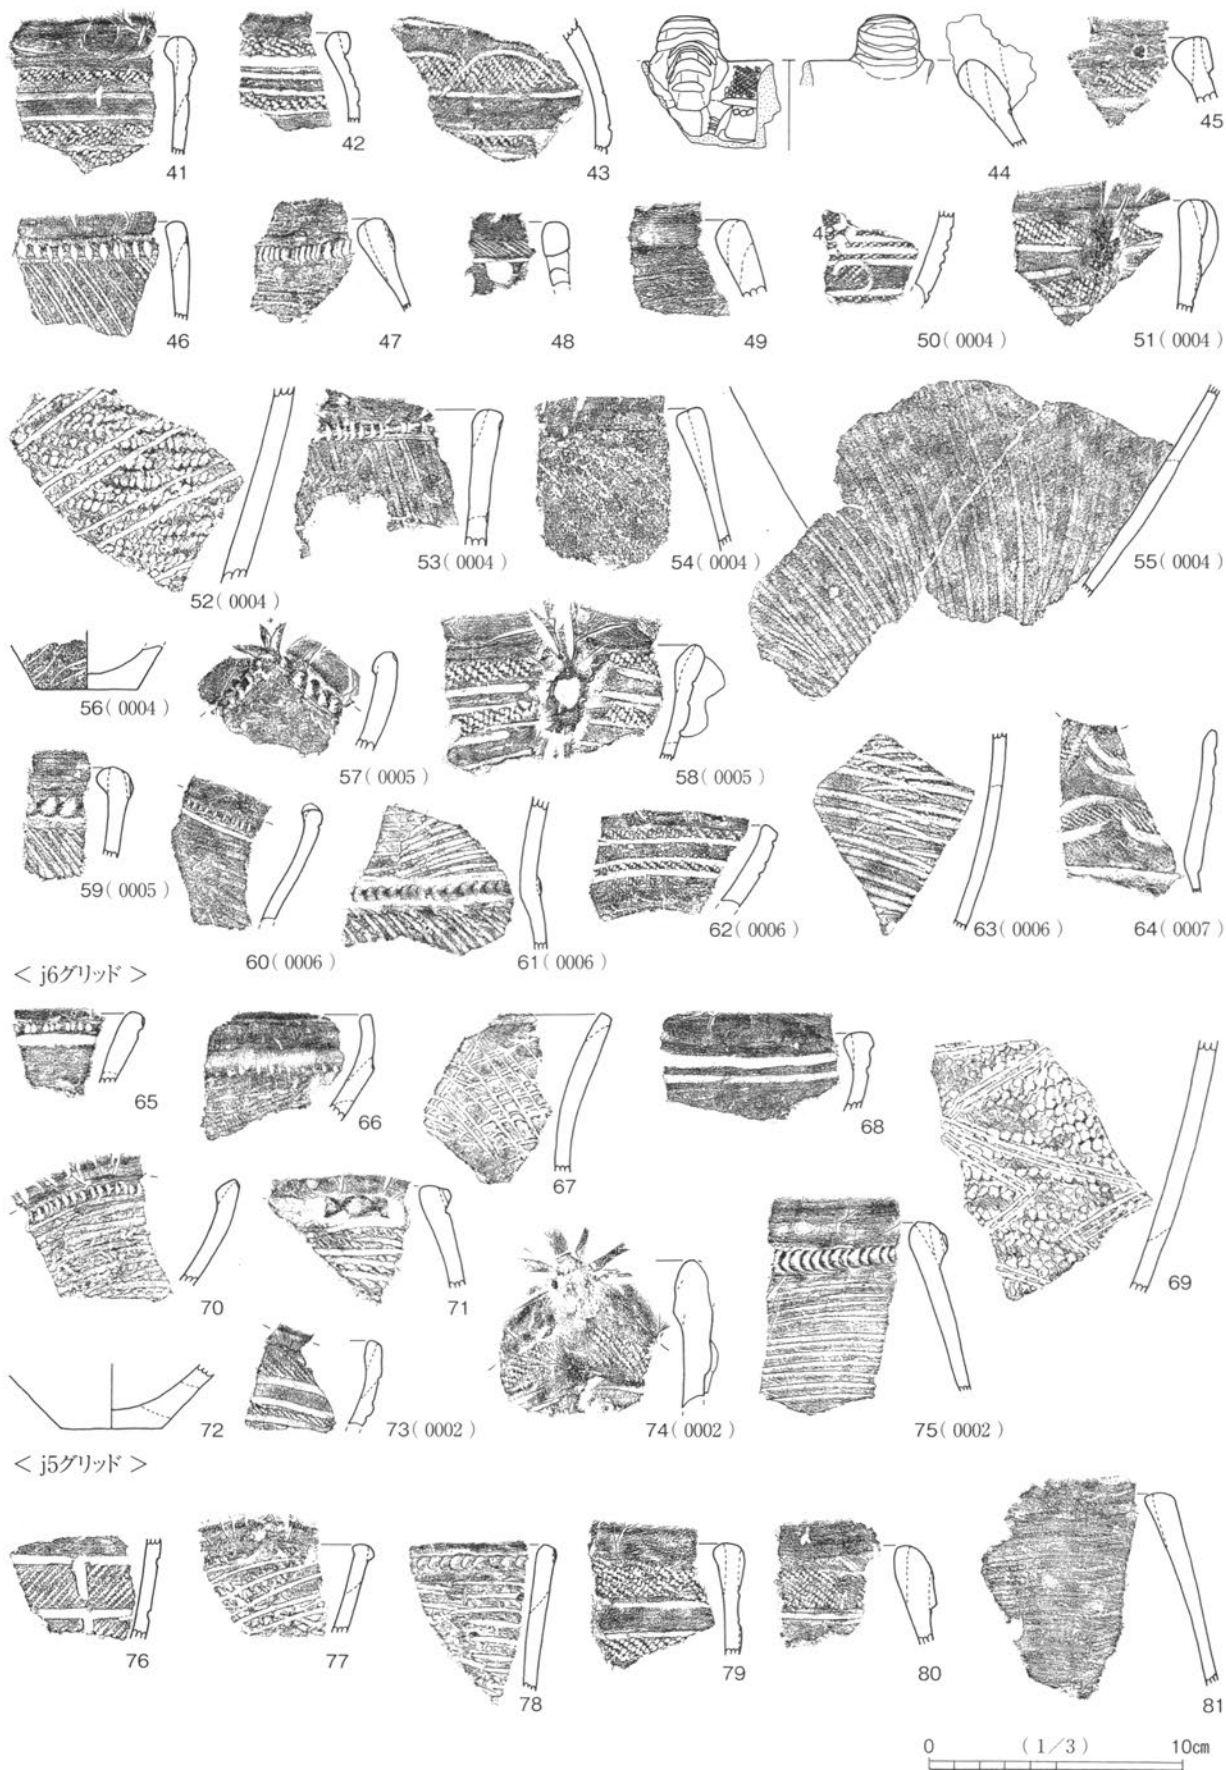 41 42 43 44 45
46 47 48 49 50(0004) 51(0004)
52(0004) 53(0004) 54(0004) 55(0004)
56(0004) 57(0005) 58(0005)
59(0005) 60(0006) 61(0006) 62(0006) 63(0006) 64(0007)
< j6グリッド >
65 66 67 68 69
70 71
72 73(0002) 74(0002) 75(0002)
< j5グリッド >
76 77 78 79 80 81
0 (1/3) 10cm